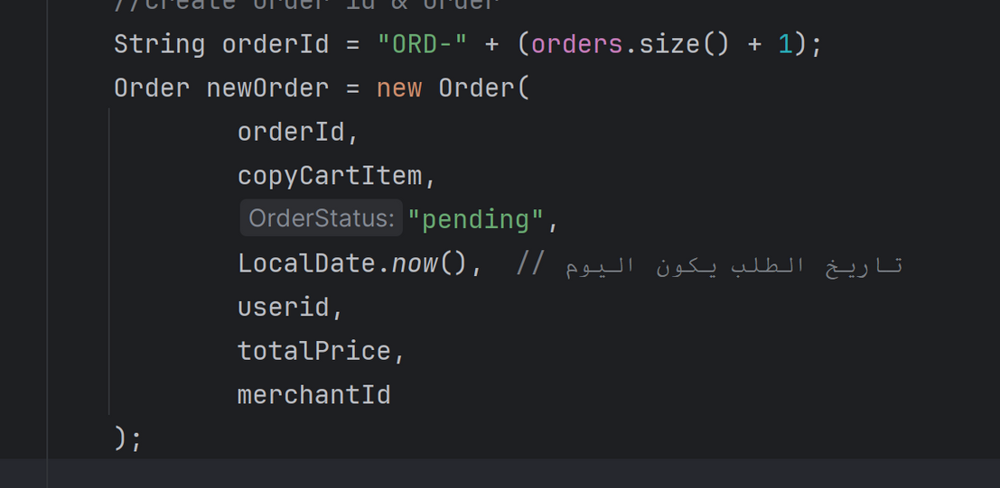 //create order id & order
String orderId = "ORD-" + (orders.size() + 1);
Order newOrder = new Order(
orderId,
copyCartItem,
OrderStatus: "pending",
LocalDate.now(),  // تاريخ الطلب يكون اليوم
userid,
totalPrice,
merchantId
);